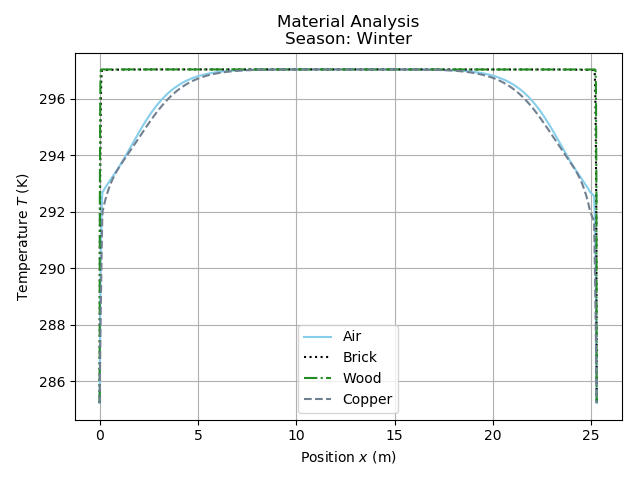 Material Analysis
Season: Winter
Temperature T (K)
296
294
292
290
288
286
Air
Brick
Wood
Copper
0 5 10 15 20 25
Position x (m)